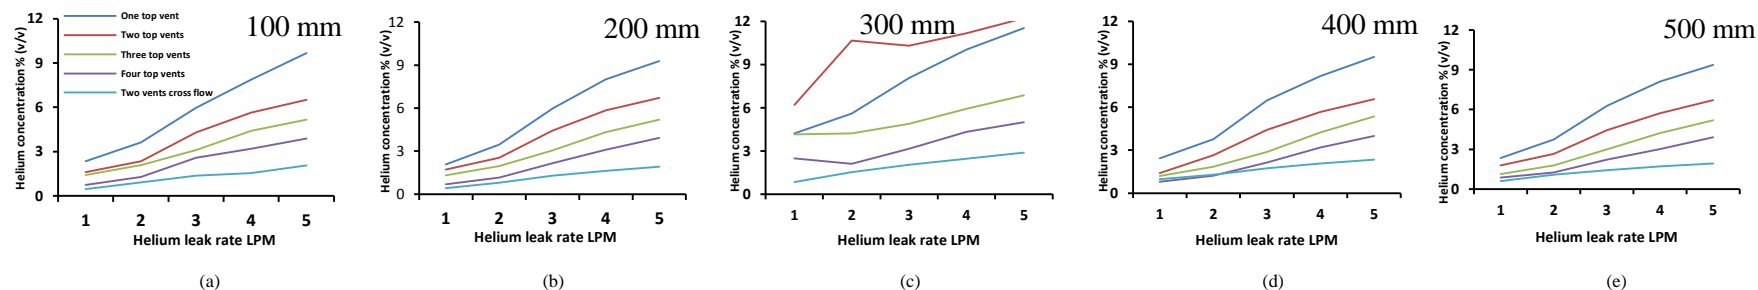 12
9
6
3
0
Helium concentration % (v/v)
One top vent
Two top vents
Three top vents
Four top vents
Two vents cross flow
100 mm
1 2 3 4 5
Helium leak rate LPM
(a)
12
9
6
3
0
Helium concentration % (v/v)
200 mm
1 2 3 4 5
Helium leak rate LPM
(b)
12
9
6
3
0
Helium concentration % (v/v)
300 mm
1 2 3 4 5
Helium leak rate LPM
(c)
12
9
6
3
0
Helium concentration % (v/v)
400 mm
1 2 3 4 5
Helium leak rate LPM
(d)
12
9
6
3
0
Helium concentration % (v/v)
500 mm
1 2 3 4 5
Helium leak rate LPM
(e)